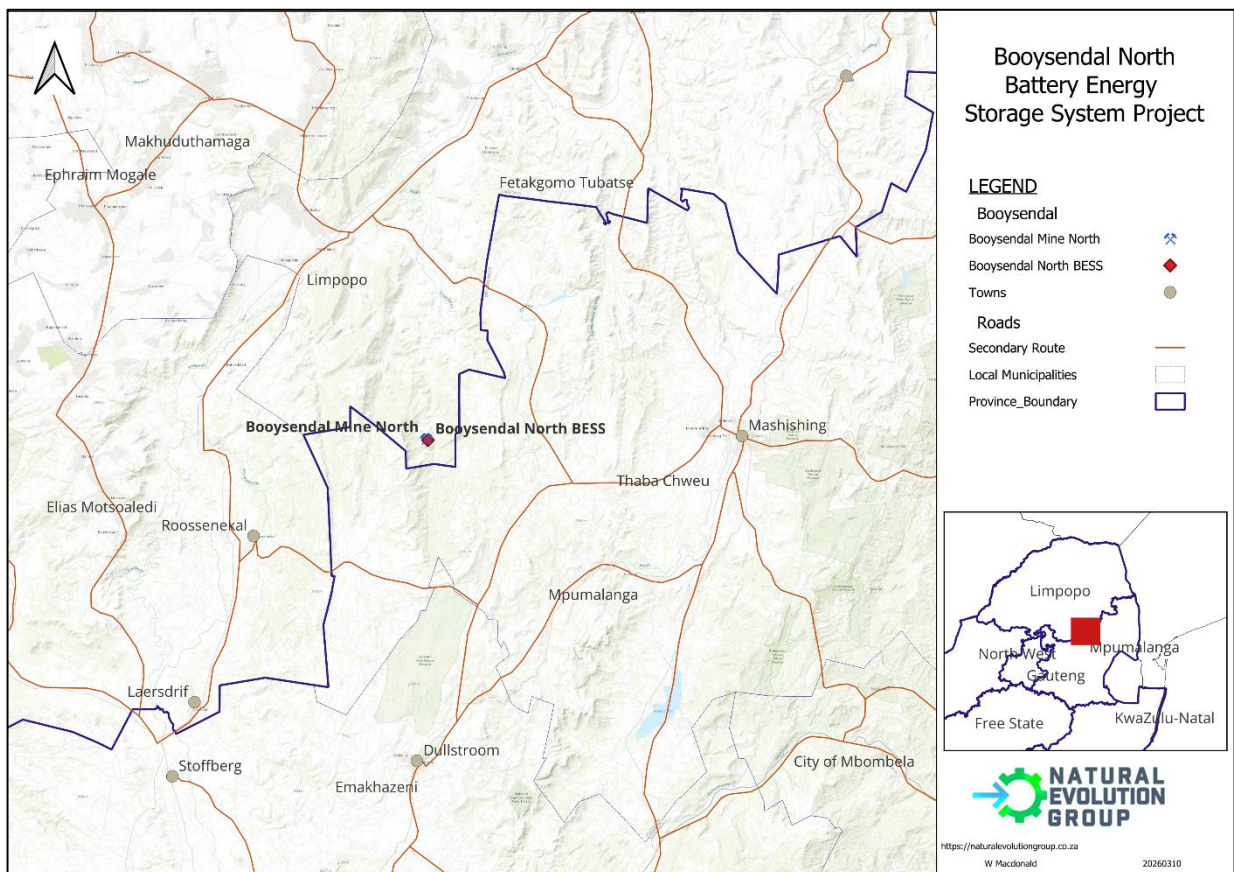 Makhuduthamaga
Ephraim Mogale
Fetakgomo Tubatse
Limpopo
Booysendal Mine North
Booysendal North BESS
Mashishing
Thaba Chweu
Elias Motsoaledi
Roossenekal
Mpumalanga
Laersdrif
Dullstroom
City of Mbombela
Stoffberg
Emakhazeni
Booysendal North
Battery Energy
Storage System Project
LEGEND
Booysendal
Booysendal Mine North
Booysendal North BESS
Towns
Roads
Secondary Route
Local Municipalities
Province_Boundary
Limpopo
North West
Mpumalanga
Gauteng
Free State
KwaZulu-Natal
NATURAL
EVOLUTION
GROUP
https://naturalevolutiongroup.co.za
W Macdonald
20260310